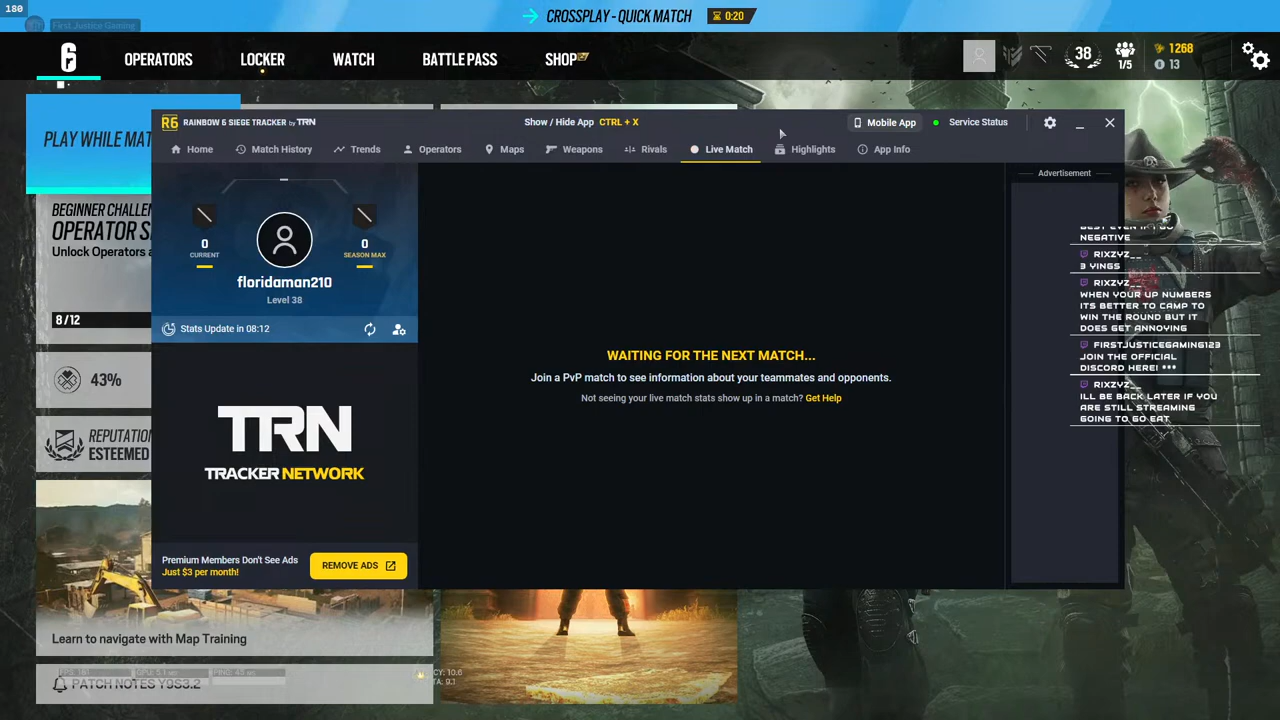 180
First Justice Gaming
CROSSPLAY - QUICK MATCH
0:20
OPERATORS
LOCKER
WATCH
BATTLE PASS
SHOP
38
1/5
1268
13
PLAY WHILE MAT
R6 RAINBOW 6 SIEGE TRACKER by TRN
Show / Hide App CTRL + X
Mobile App
Service Status
Home
Match History
Trends
Operators
Maps
Weapons
Rivals
Live Match
Highlights
App Info
Advertisement
BEGINNER CHALLEN
OPERATOR S
Unlock Operators a
8/12
43%
REPUTATION
ESTEEMED
0
CURRENT
0
SEASON MAX
floridaman210
Level 38
Stats Update in 08:12
TRN
TRACKER NETWORK
Premium Members Don't See Ads
Just $3 per month!
REMOVE ADS
WAITING FOR THE NEXT MATCH...
Join a PvP match to see information about your teammates and opponents.
Not seeing your live match stats show up in a match? Get Help
NEGATIVE
RIXZYZ__
3 YINGS
RIXZYZ__
WHEN YOUR UP NUMBERS
ITS BETTER TO CAMP TO
WIN THE ROUND BUT IT
DOES GET ANNOYING
FIRSTJUSTICEGAMING123
JOIN THE OFFICIAL
DISCORD HERE! ***
RIXZYZ__
ILL BE BACK LATER IF YOU
ARE STILL STREAMING
GOING TO GO EAT
Learn to navigate with Map Training
PATCH NOTES Y9S3.2